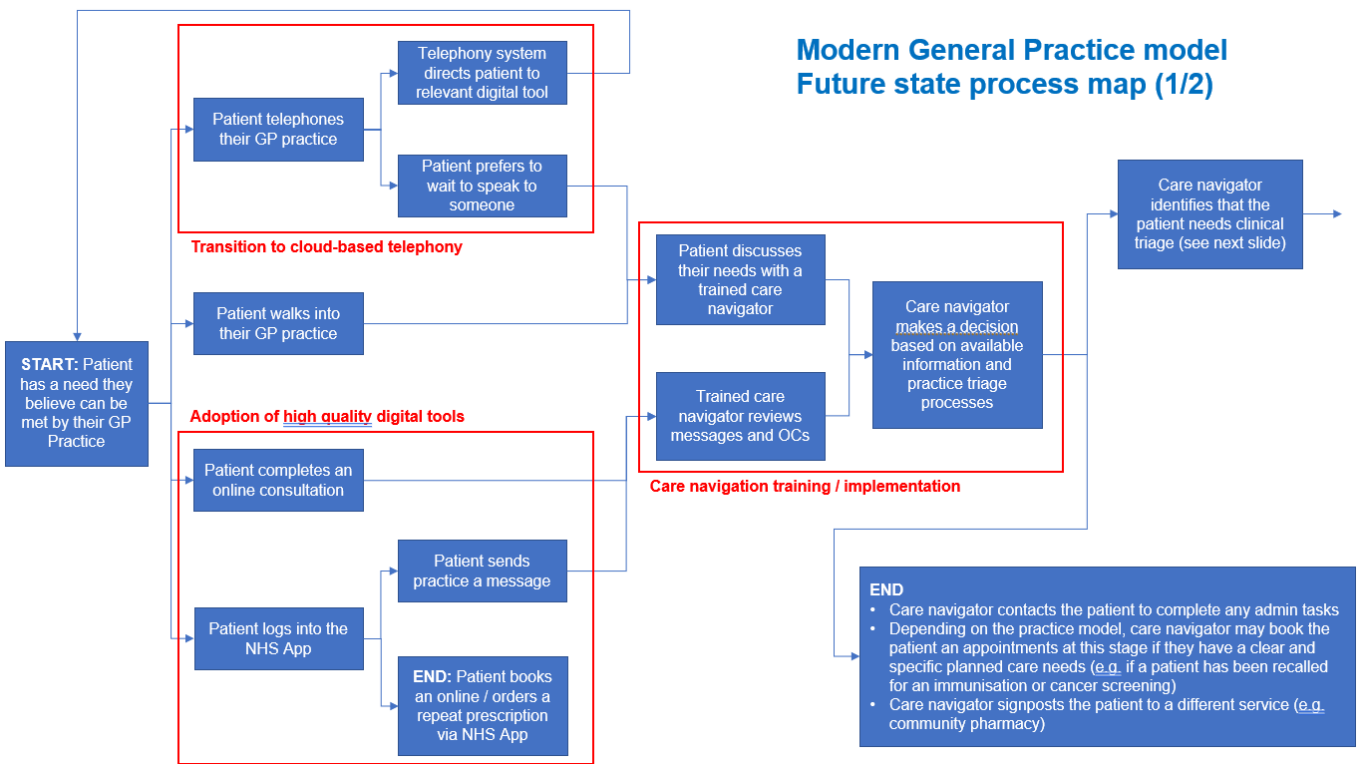 Modern General Practice model
Future state process map (1/2)
Telephony system
directs patient to
relevant digital tool
Patient telephones
their GP practice
Patient prefers to
wait to speak to
someone
Transition to cloud-based telephony
Patient walks into
their GP practice
START: Patient
has a need they
believe can be
met by their GP
Practice
Adoption of high quality digital tools
Patient completes an
online consultation
Patient sends
practice a message
Patient logs into the
NHS App
END: Patient books
an online / orders a
repeat prescription
via NHS App
Patient discusses
their needs with a
trained care
navigator
Trained care
navigator reviews
messages and OCs
Care navigator
makes a decision
based on available
information and
practice triage
processes
Care navigation training / implementation
Care navigator
identifies that the
patient needs clinical
triage (see next slide)
END
• Care navigator contacts the patient to complete any admin tasks
• Depending on the practice model, care navigator may book the
patient an appointments at this stage if they have a clear and
specific planned care needs (e.g. if a patient has been recalled
for an immunisation or cancer screening)
• Care navigator signposts the patient to a different service (e.g.
community pharmacy)